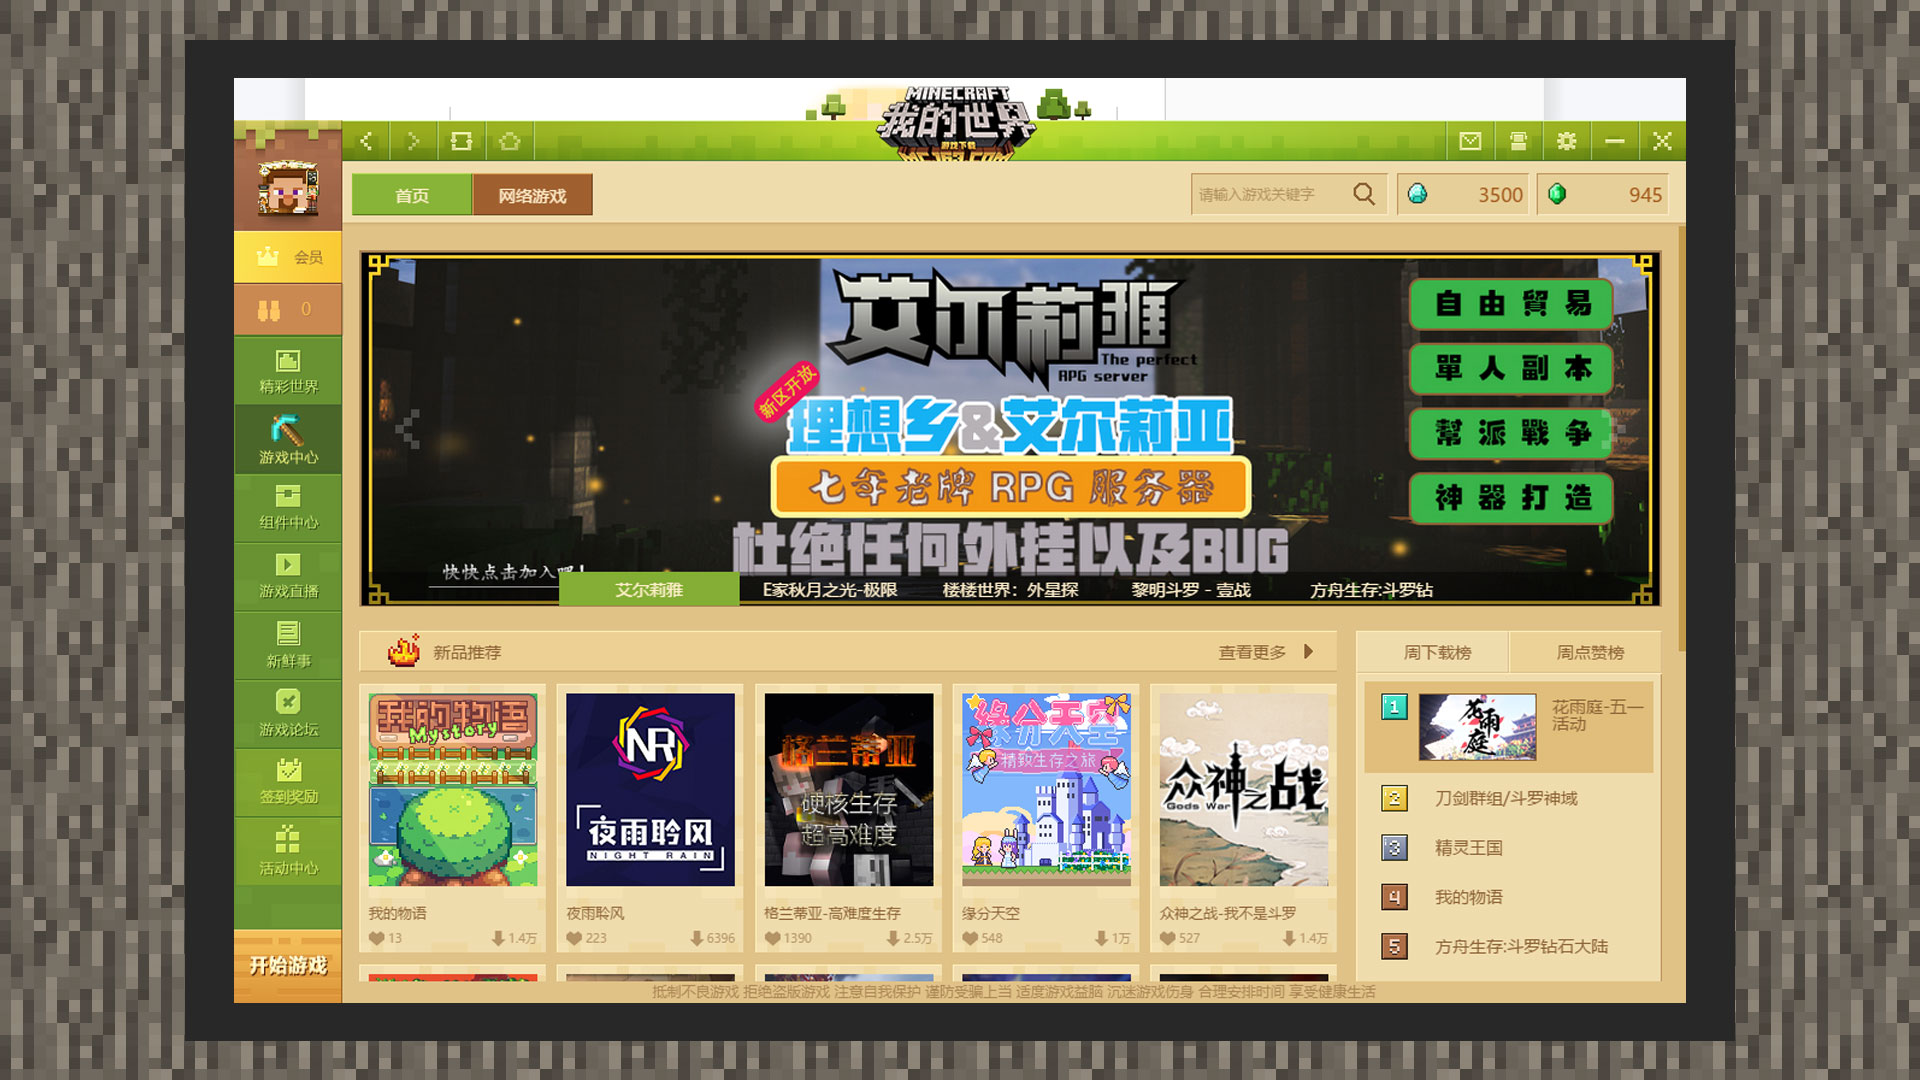 MINECRAFT
我的世界
游戏下载
MC.163.COM
首页
网络游戏
请输入游戏关键字
3500
945
会员
0
精彩世界
游戏中心
组件中心
游戏直播
新鲜事
游戏论坛
签到奖励
活动中心
开始游戏
艾尔莉雅
The perfect
RPG server
新区开放
理想乡&艾尔莉亚
七年老牌 RPG 服务器
杜绝任何外挂以及BUG
快快点击加入吧！
自由貿易
單人副本
幫派戰争
神器打造
艾尔莉雅
E家秋月之光-极限
楼楼世界：外星探
黎明斗罗 - 壹战
方舟生存:斗罗钻
新品推荐
查看更多
我的物语
Mystory
我的物语
13
1.4万
NR
夜雨聆风
NIGHT RAIN
夜雨聆风
223
6396
格兰蒂亚
硬核生存
超高难度
格兰蒂亚-高难度生存
1390
2.5万
缘分天空
精致生存之旅
缘分天空
548
1万
众神之战
Gods War
众神之战-我不是斗罗
527
1.4万
周下载榜
周点赞榜
1
花雨庭
花雨庭-五一
活动
2
刀剑群组/斗罗神域
3
精灵王国
4
我的物语
5
方舟生存:斗罗钻石大陆
抵制不良游戏 拒绝盗版游戏 注意自我保护 谨防受骗上当 适度游戏益脑 沉迷游戏伤身 合理安排时间 享受健康生活